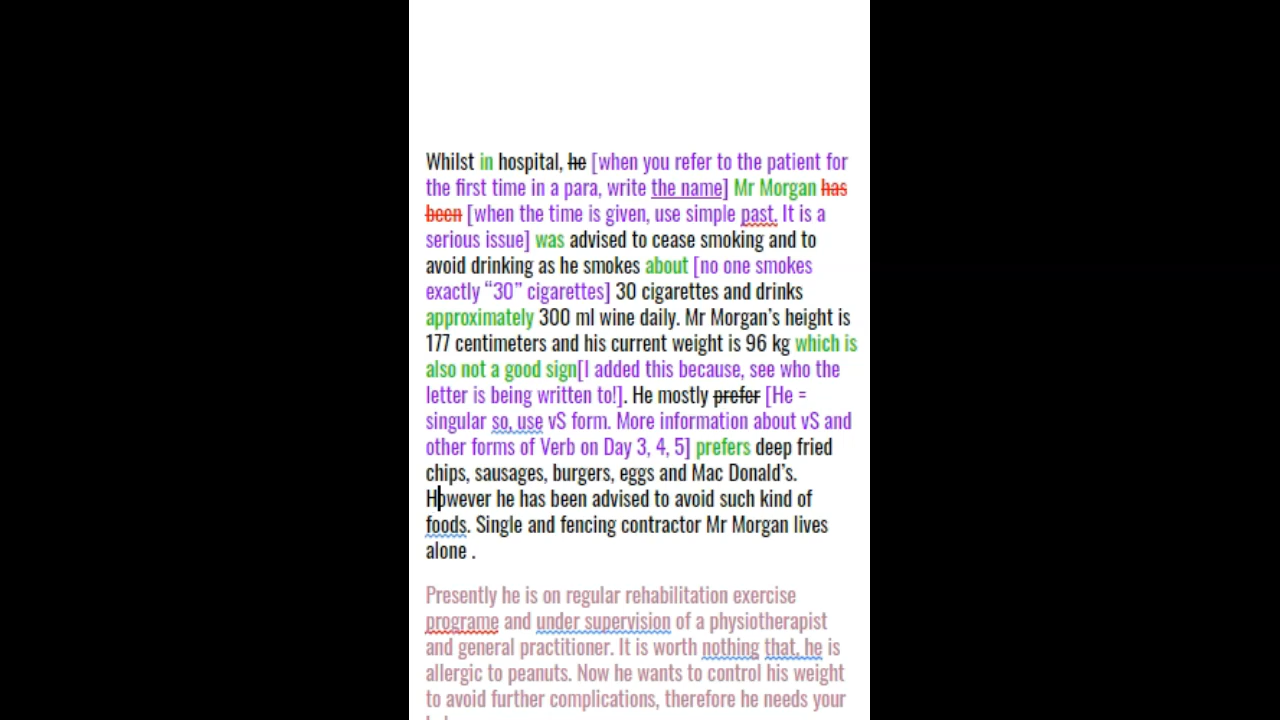 Whilst in hospital, he [when you refer to the patient for
the first time in a para, write the name] Mr Morgan has
been [when the time is given, use simple past. It is a
serious issue] was advised to cease smoking and to
avoid drinking as he smokes about [no one smokes
exactly “30” cigarettes] 30 cigarettes and drinks
approximately 300 ml wine daily. Mr Morgan’s height is
177 centimeters and his current weight is 96 kg which is
also not a good sign[I added this because, see who the
letter is being written to!]. He mostly prefer [He =
singular so, use vS form. More information about vS and
other forms of Verb on Day 3, 4, 5] prefers deep fried
chips, sausages, burgers, eggs and Mac Donald’s.
However he has been advised to avoid such kind of
foods. Single and fencing contractor Mr Morgan lives
alone .
Presently he is on regular rehabilitation exercise
programe and under supervision of a physiotherapist
and general practitioner. It is worth nothing that, he is
allergic to peanuts. Now he wants to control his weight
to avoid further complications, therefore he needs your